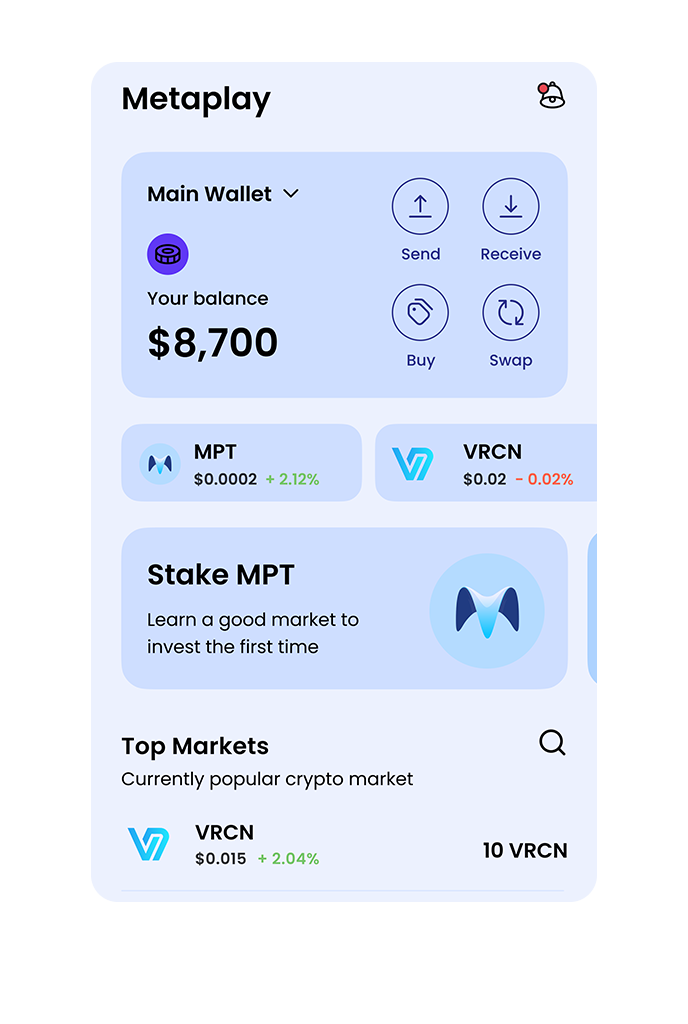 Metaplay
Main Wallet
Your balance
$8,700
Send
Receive
Buy
Swap
MPT
$0.0002 + 2.12%
VRCN
$0.02 - 0.02%
Stake MPT
Learn a good market to
invest the first time
Top Markets
Currently popular crypto market
VRCN
$0.015 + 2.04%
10 VRCN